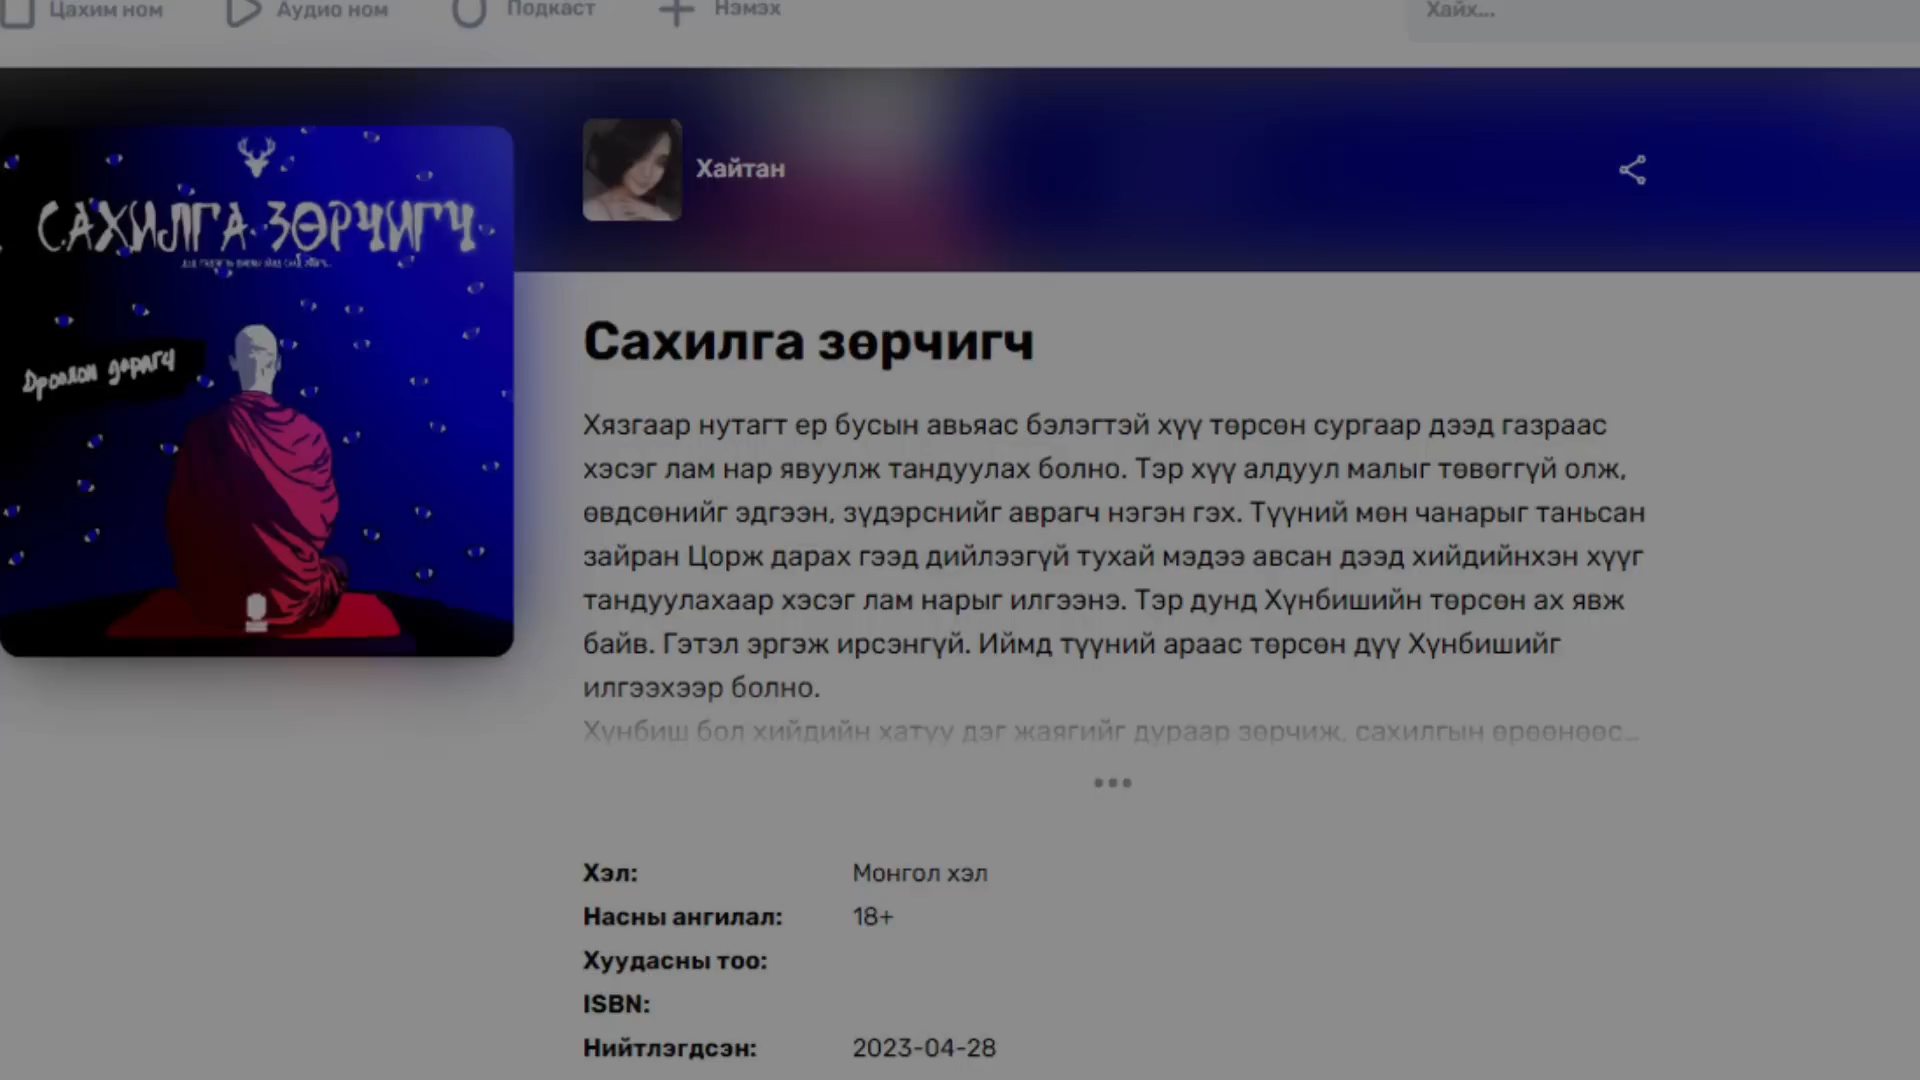 Цахим ном
Аудио ном
Подкаст
Нэмэх
Хайх...
САХИЛГА ЗӨРЧИГЧ
дарагч
Хайтан
Сахилга зөрчигч
Хязгаар нутагт ер бусын авьяас бэлэгтэй хүү төрсөн сургаар дээд газраас
хэсэг лам нар явуулж тандуулах болно. Тэр хүү алдуул малыг төвөггүй олж,
өвдсөнийг эдгээн, зүдэрснийг аврагч нэгэн гэх. Түүний мөн чанарыг таньсан
зайран Цорж дарах гээд дийлээгүй тухай мэдээ авсан дээд хийдийнхэн хүүг
тандуулахаар хэсэг лам нарыг илгээнэ. Тэр дунд Хүнбишийн төрсөн ах явж
байв. Гэтэл эргэж ирсэнгүй. Иймд түүний араас төрсөн дүү Хүнбишийг
илгээхээр болно.
Хүнбиш бол хийдийн хатуу дэг жаягийг дураар зөрчиж, сахилгын өрөөнөөс...
Хэл: Монгол хэл
Насны ангилал: 18+
Хуудасны тоо:
ISBN:
Нийтлэгдсэн: 2023-04-28